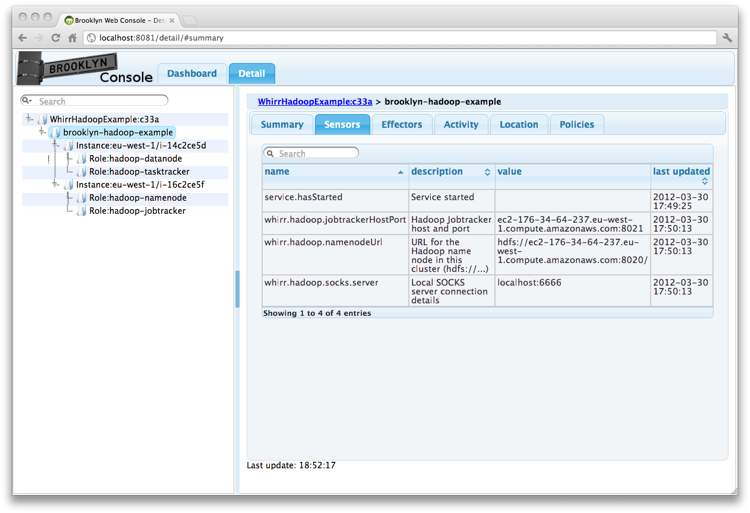 Brooklyn Web Console - Deta
localhost:8081/detail/#summary
BROOKLYN
Console
Dashboard
Detail
Search
WhirrHadoopExample:c33a
brooklyn-hadoop-example
Instance:eu-west-1/i-14c2ce5d
Role:hadoop-datanode
Role:hadoop-tasktracker
Instance:eu-west-1/i-16c2ce5f
Role:hadoop-namenode
Role:hadoop-jobtracker
WhirrHadoopExample:c33a > brooklyn-hadoop-example
Summary
Sensors
Effectors
Activity
Location
Policies
Search
name
description
value
last updated
service.hasStarted
Service started
2012-03-30
17:49:25
whirr.hadoop.jobtrackerHostPort
Hadoop Jobtracker
host and port
ec2-176-34-64-237.eu-west-
1.compute.amazonaws.com:8021
2012-03-30
17:50:13
whirr.hadoop.namenodeUrl
URL for the
Hadoop name
node in this
cluster (hdfs://...)
hdfs://ec2-176-34-64-237.eu-
west-
1.compute.amazonaws.com:8020/
2012-03-30
17:50:13
whirr.hadoop.socks.server
Local SOCKS
server connection
details
localhost:6666
2012-03-30
17:50:13
Showing 1 to 4 of 4 entries
Last update: 18:52:17